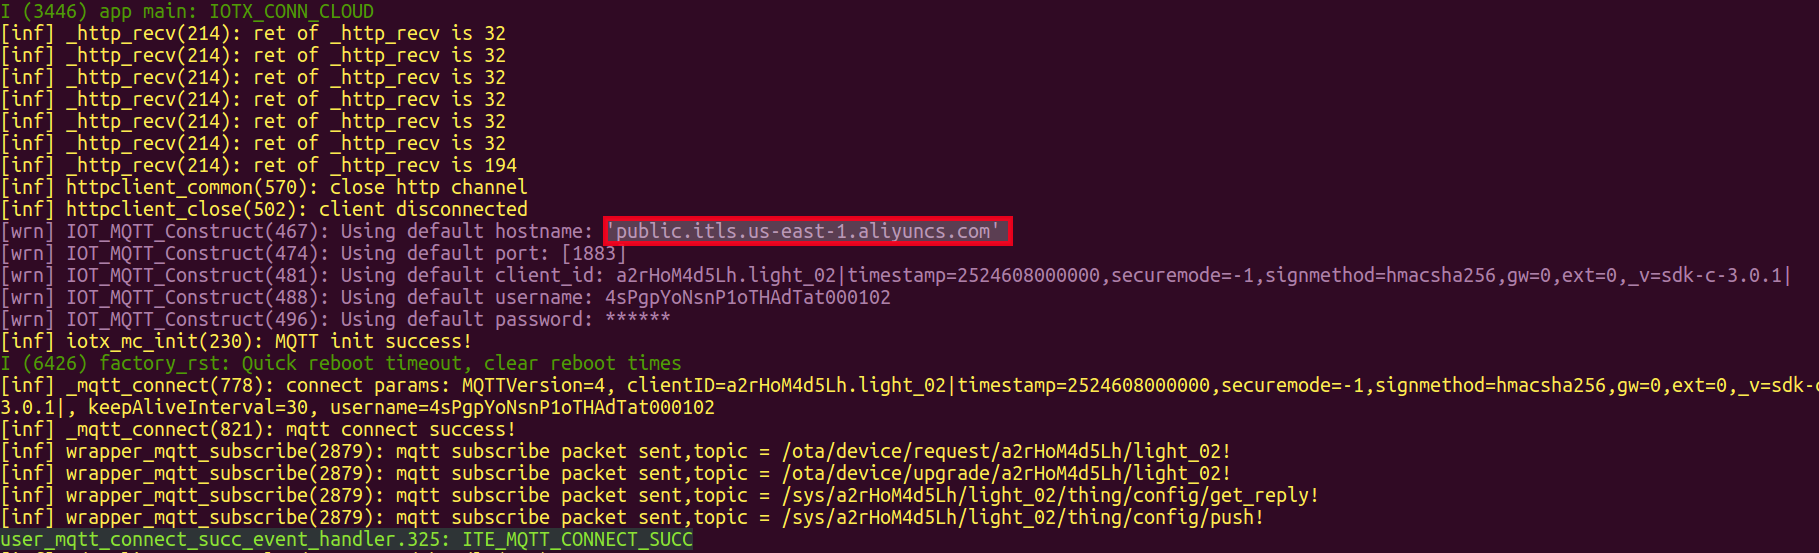 I (3446) app main: IOTX_CONN_CLOUD
[inf] _http_recv(214): ret of _http_recv is 32
[inf] _http_recv(214): ret of _http_recv is 32
[inf] _http_recv(214): ret of _http_recv is 32
[inf] _http_recv(214): ret of _http_recv is 32
[inf] _http_recv(214): ret of _http_recv is 32
[inf] _http_recv(214): ret of _http_recv is 32
[inf] _http_recv(214): ret of _http_recv is 194
[inf] httpclient_common(570): close http channel
[inf] httpclient_close(502): client disconnected
[wrn] IOT_MQTT_Construct(467): Using default hostname: 'public.itls.us-east-1.aliyuncs.com'
[wrn] IOT_MQTT_Construct(474): Using default port: [1883]
[wrn] IOT_MQTT_Construct(481): Using default client_id: a2rHoM4d5Lh.light_02|timestamp=2524608000000,securemode=-1,signmethod=hmacsha256,gw=0,ext=0,_v=sdk-c-3.0.1|
[wrn] IOT_MQTT_Construct(488): Using default username: 4sPgpYoNsnP1oTHAdTat000102
[wrn] IOT_MQTT_Construct(496): Using default password: ******
[inf] iotx_mc_init(230): MQTT init success!
I (6426) factory_rst: Quick reboot timeout, clear reboot times
[inf] _mqtt_connect(778): connect params: MQTTVersion=4, clientID=a2rHoM4d5Lh.light_02|timestamp=2524608000000,securemode=-1,signmethod=hmacsha256,gw=0,ext=0,_v=sdk-c
3.0.1|, keepAliveInterval=30, username=4sPgpYoNsnP1oTHAdTat000102
[inf] _mqtt_connect(821): mqtt connect success!
[inf] wrapper_mqtt_subscribe(2879): mqtt subscribe packet sent,topic = /ota/device/request/a2rHoM4d5Lh/light_02!
[inf] wrapper_mqtt_subscribe(2879): mqtt subscribe packet sent,topic = /ota/device/upgrade/a2rHoM4d5Lh/light_02!
[inf] wrapper_mqtt_subscribe(2879): mqtt subscribe packet sent,topic = /sys/a2rHoM4d5Lh/light_02/thing/config/get_reply!
[inf] wrapper_mqtt_subscribe(2879): mqtt subscribe packet sent,topic = /sys/a2rHoM4d5Lh/light_02/thing/config/push!
user_mqtt_connect_succ_event_handler.325: ITE_MQTT_CONNECT_SUCC